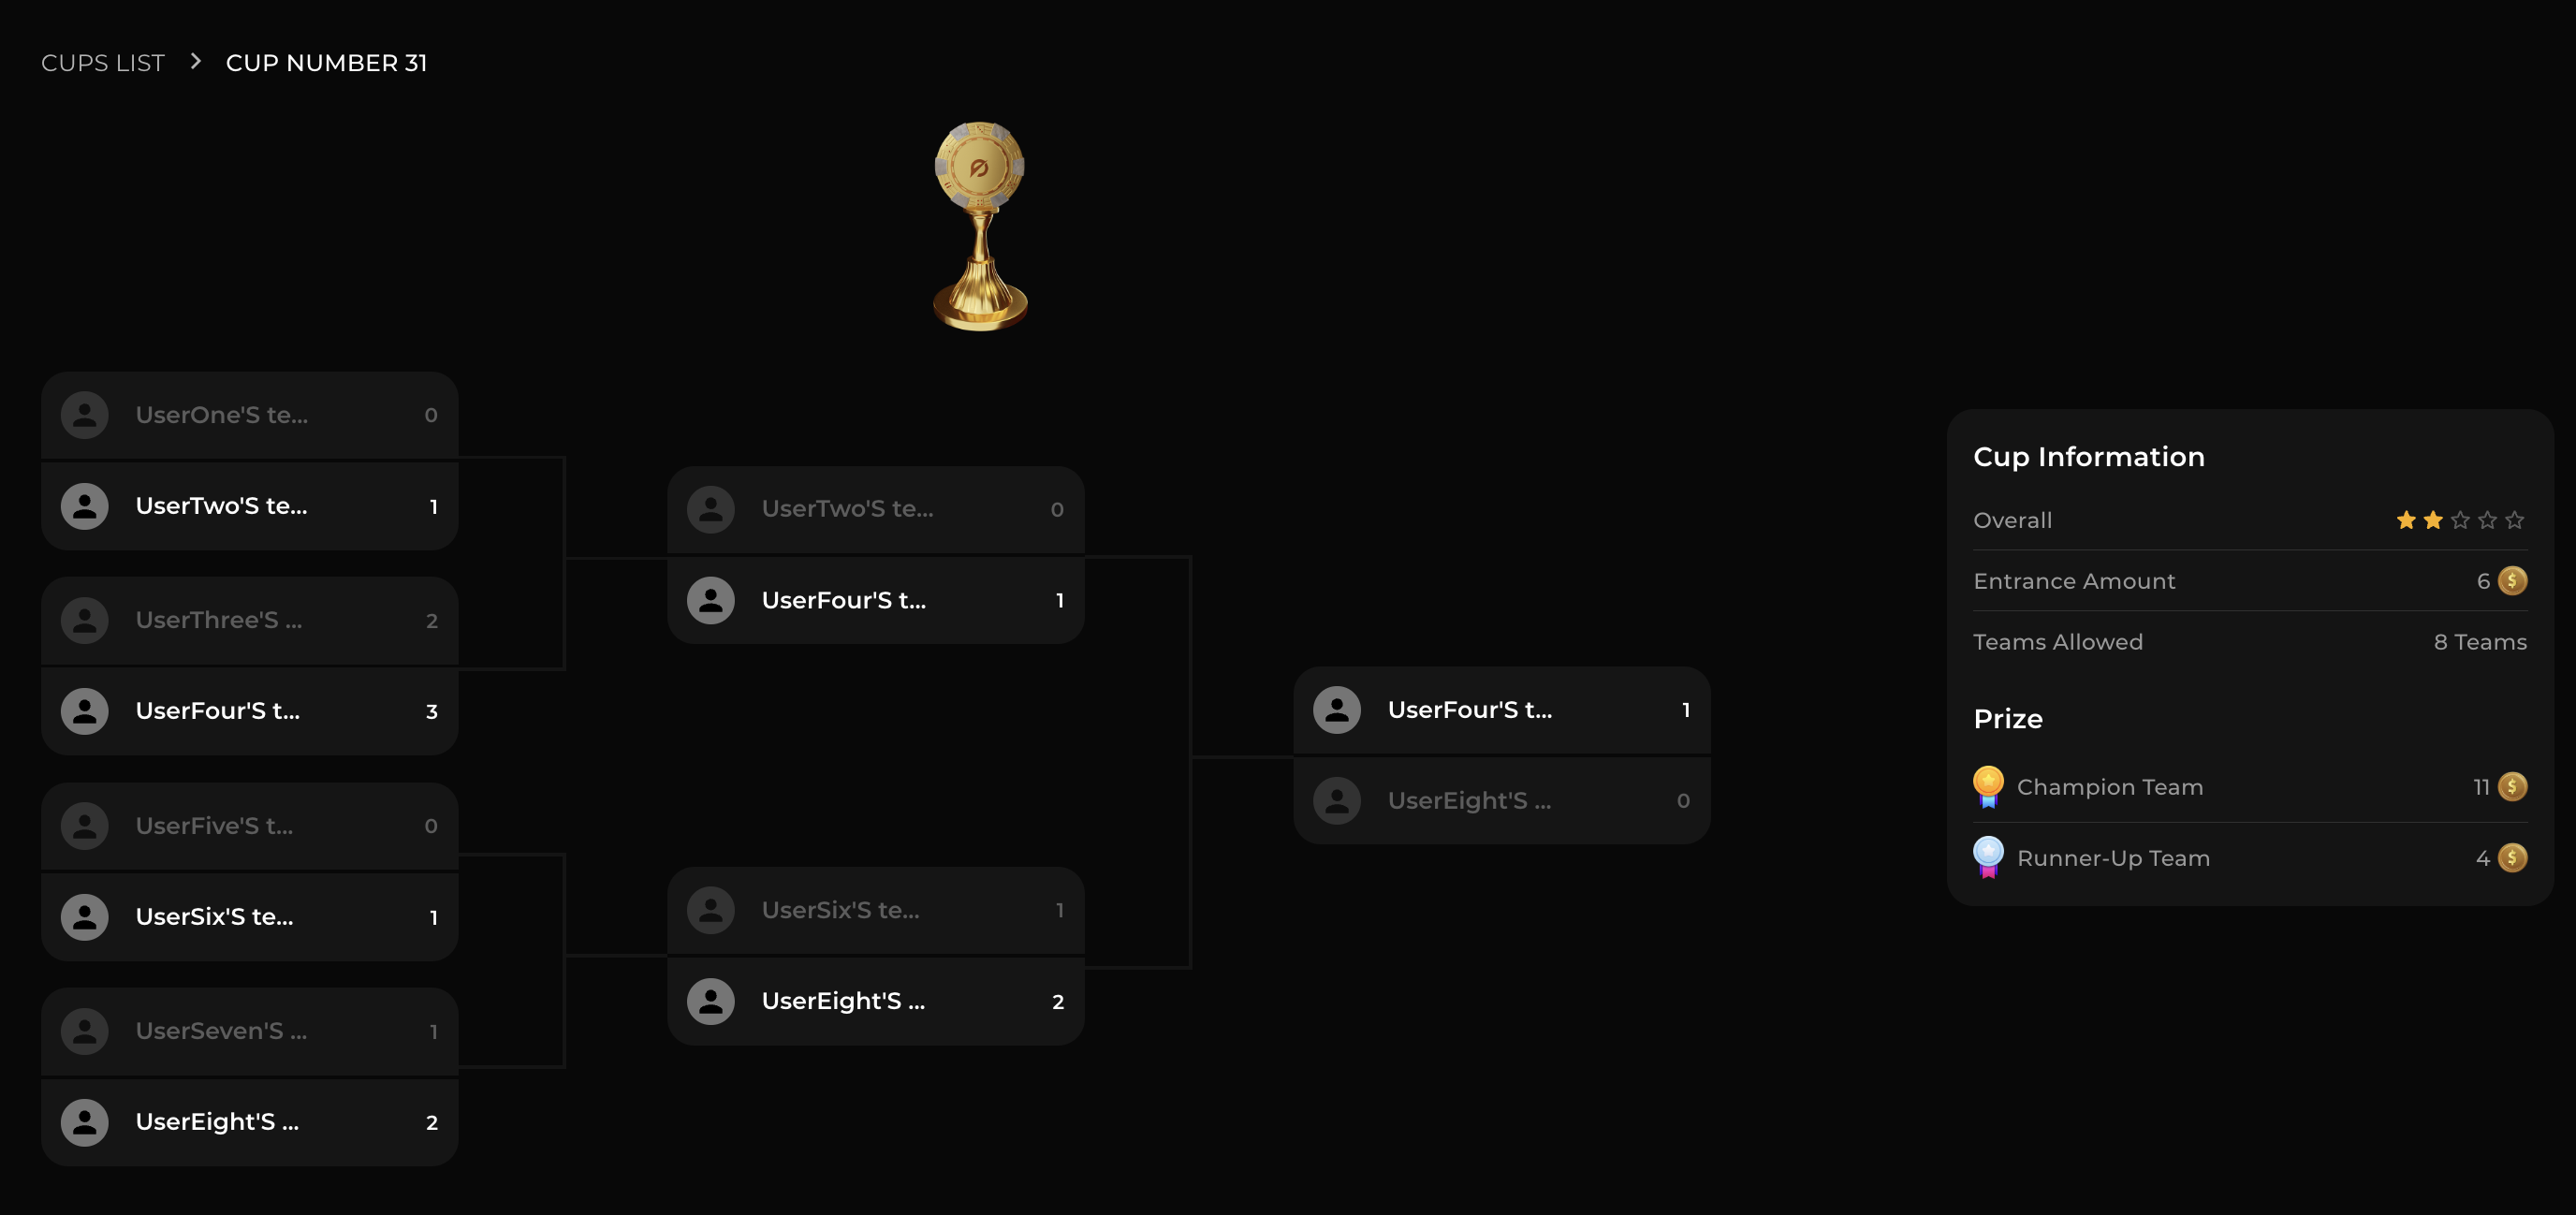 CUPS LIST > CUP NUMBER 31
UserOne'S te... 0
UserTwo'S te... 1
UserThree'S ... 2
UserFour'S t... 3
UserFive'S t... 0
UserSix'S te... 1
UserSeven'S ... 1
UserEight'S ... 2
UserTwo'S te... 0
UserFour'S t... 1
UserSix'S te... 1
UserEight'S ... 2
UserFour'S t... 1
UserEight'S ... 0
Cup Information
Overall
Entrance Amount 6
Teams Allowed 8 Teams
Prize
Champion Team 11
Runner-Up Team 4